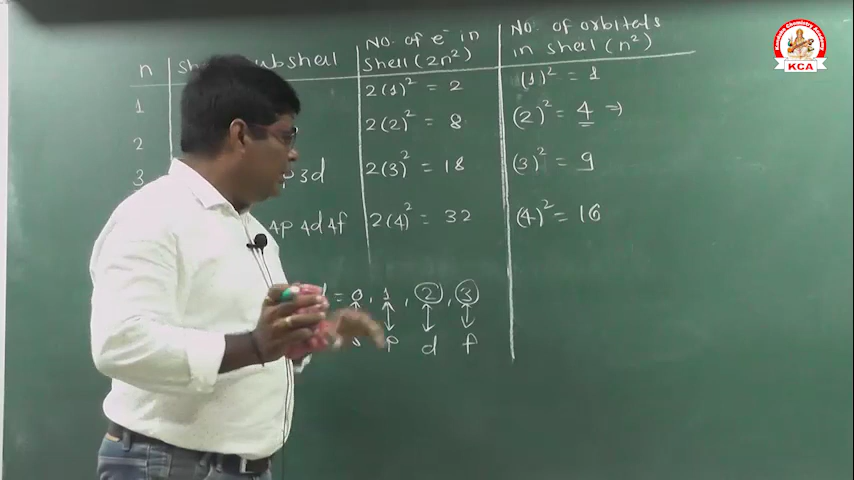 n
No. of e⁻ in
shell (2n²)
No. of orbitals
in shell (n²)
1
2(1)² = 2
(1)² = 1
2
2(2)² = 8
(2)² = 4 ⇒
3
3d
2(3)² = 18
(3)² = 9
4p 4d 4f
2(4)² = 32
(4)² = 16
= 0, 1, 2, 3
p d f
KCA